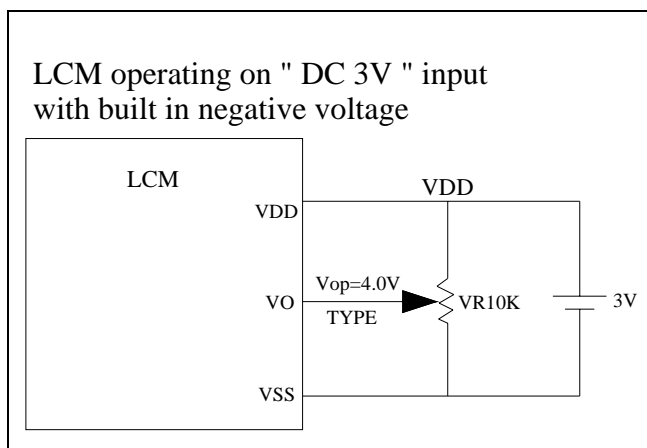 LCM operating on " DC 3V " input
with built in negative voltage
LCM
VDD
VDD
Vop=4.0V
VO
TYPE
VR10K
3V
VSS